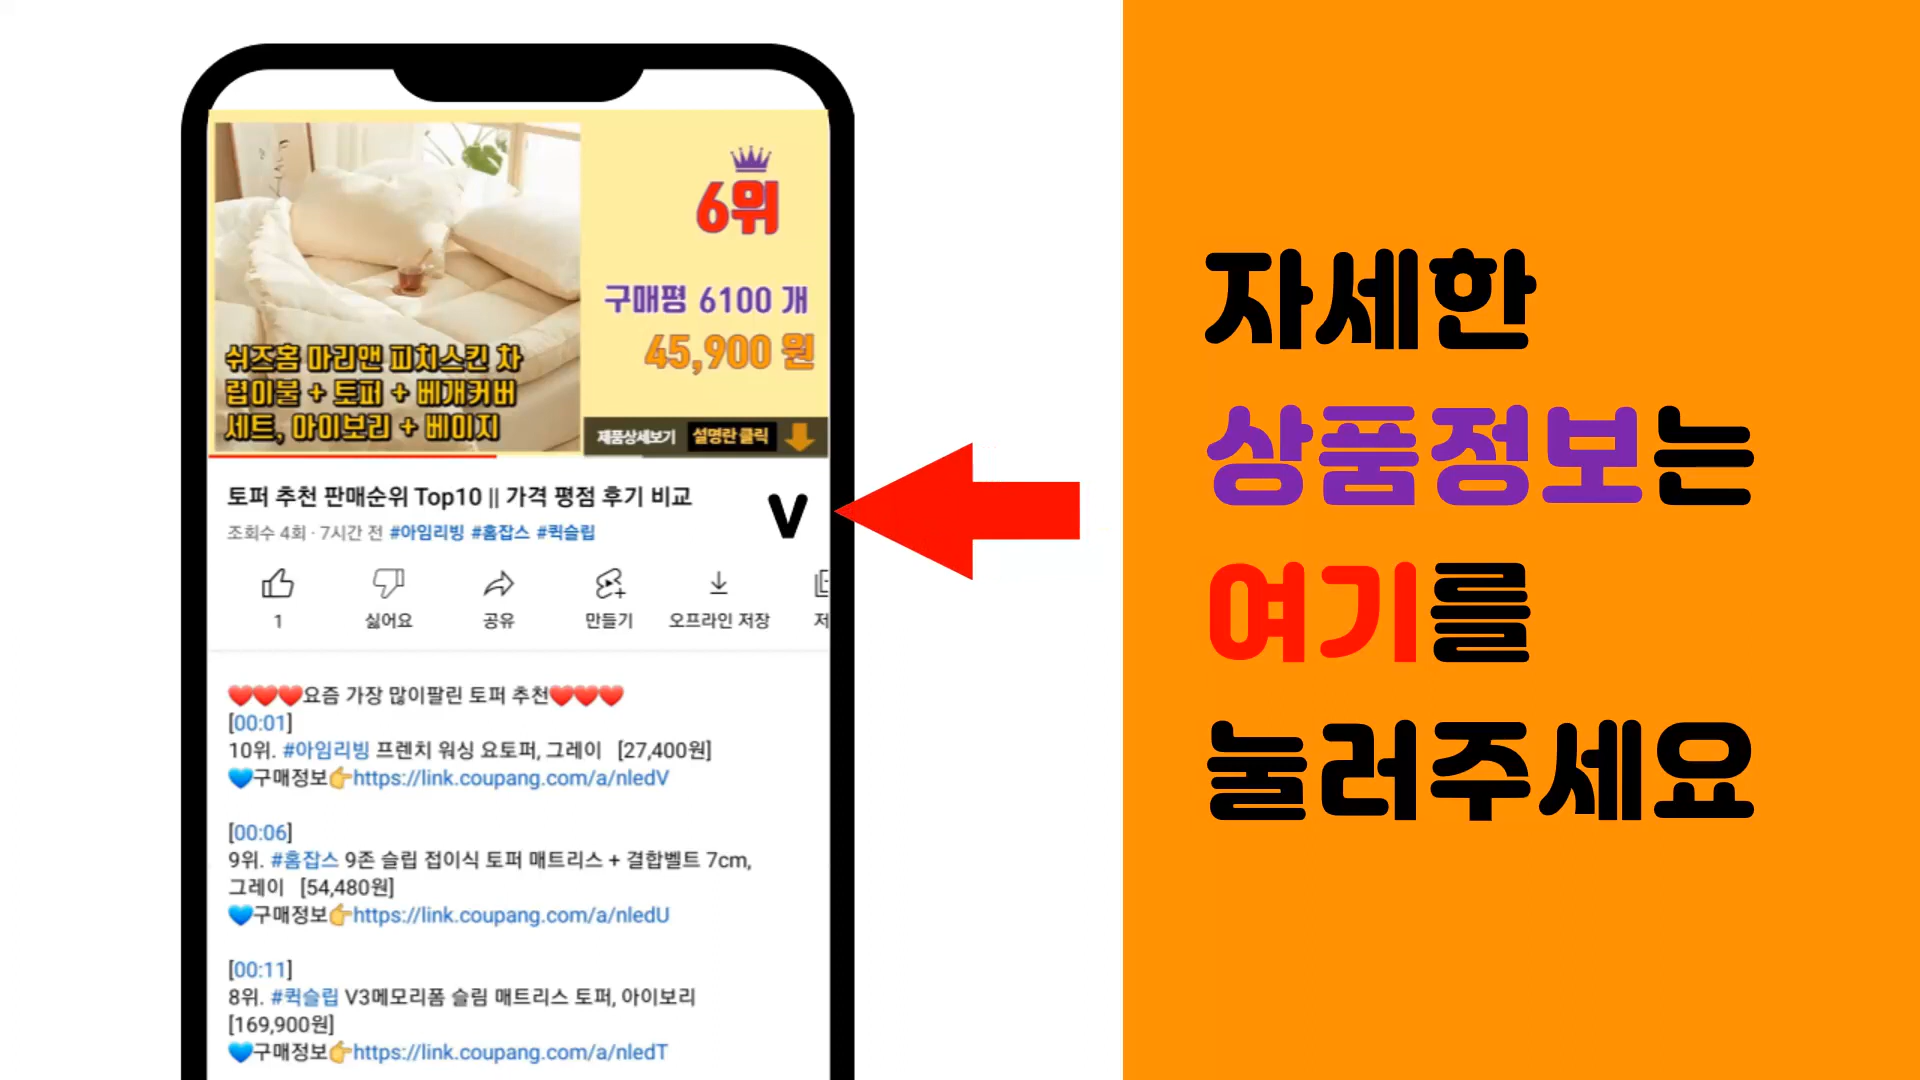 6위
구매평 6100 개
45,900 원
쉬즈홈 마리앤 피치스킨 차
렵이불 + 토퍼 + 베개커버
세트, 아이보리 + 베이지
제품상세보기 설명란 클릭
토퍼 추천 판매순위 Top10 || 가격 평점 후기 비교
V
조회수 4회 · 7시간 전 #아임리빙 #홈잡스 #퀵슬립
1 싫어요 공유 만들기 오프라인 저장 저
❤️❤️❤️요즘 가장 많이팔린 토퍼 추천❤️❤️❤️
[00:01]
10위. #아임리빙 프렌치 워싱 요토퍼, 그레이 [27,400원]
💙구매정보👉https://link.coupang.com/a/nledV
[00:06]
9위. #홈잡스 9존 슬립 접이식 토퍼 매트리스 + 결합벨트 7cm,
그레이 [54,480원]
💙구매정보👉https://link.coupang.com/a/nledU
[00:11]
8위. #퀵슬립 V3메모리폼 슬림 매트리스 토퍼, 아이보리
[169,900원]
💙구매정보👉https://link.coupang.com/a/nledT
자세한
상품정보는
여기를
눌러주세요